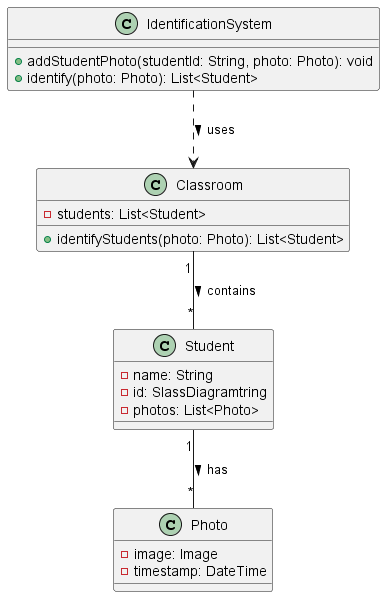 C IdentificationSystem
addStudentPhoto(studentId: String, photo: Photo): void
identify(photo: Photo): List<Student>
uses
C Classroom
students: List<Student>
identifyStudents(photo: Photo): List<Student>
1
contains
*
C Student
name: String
id: SlassDiagramtring
photos: List<Photo>
1
has
*
C Photo
image: Image
timestamp: DateTime